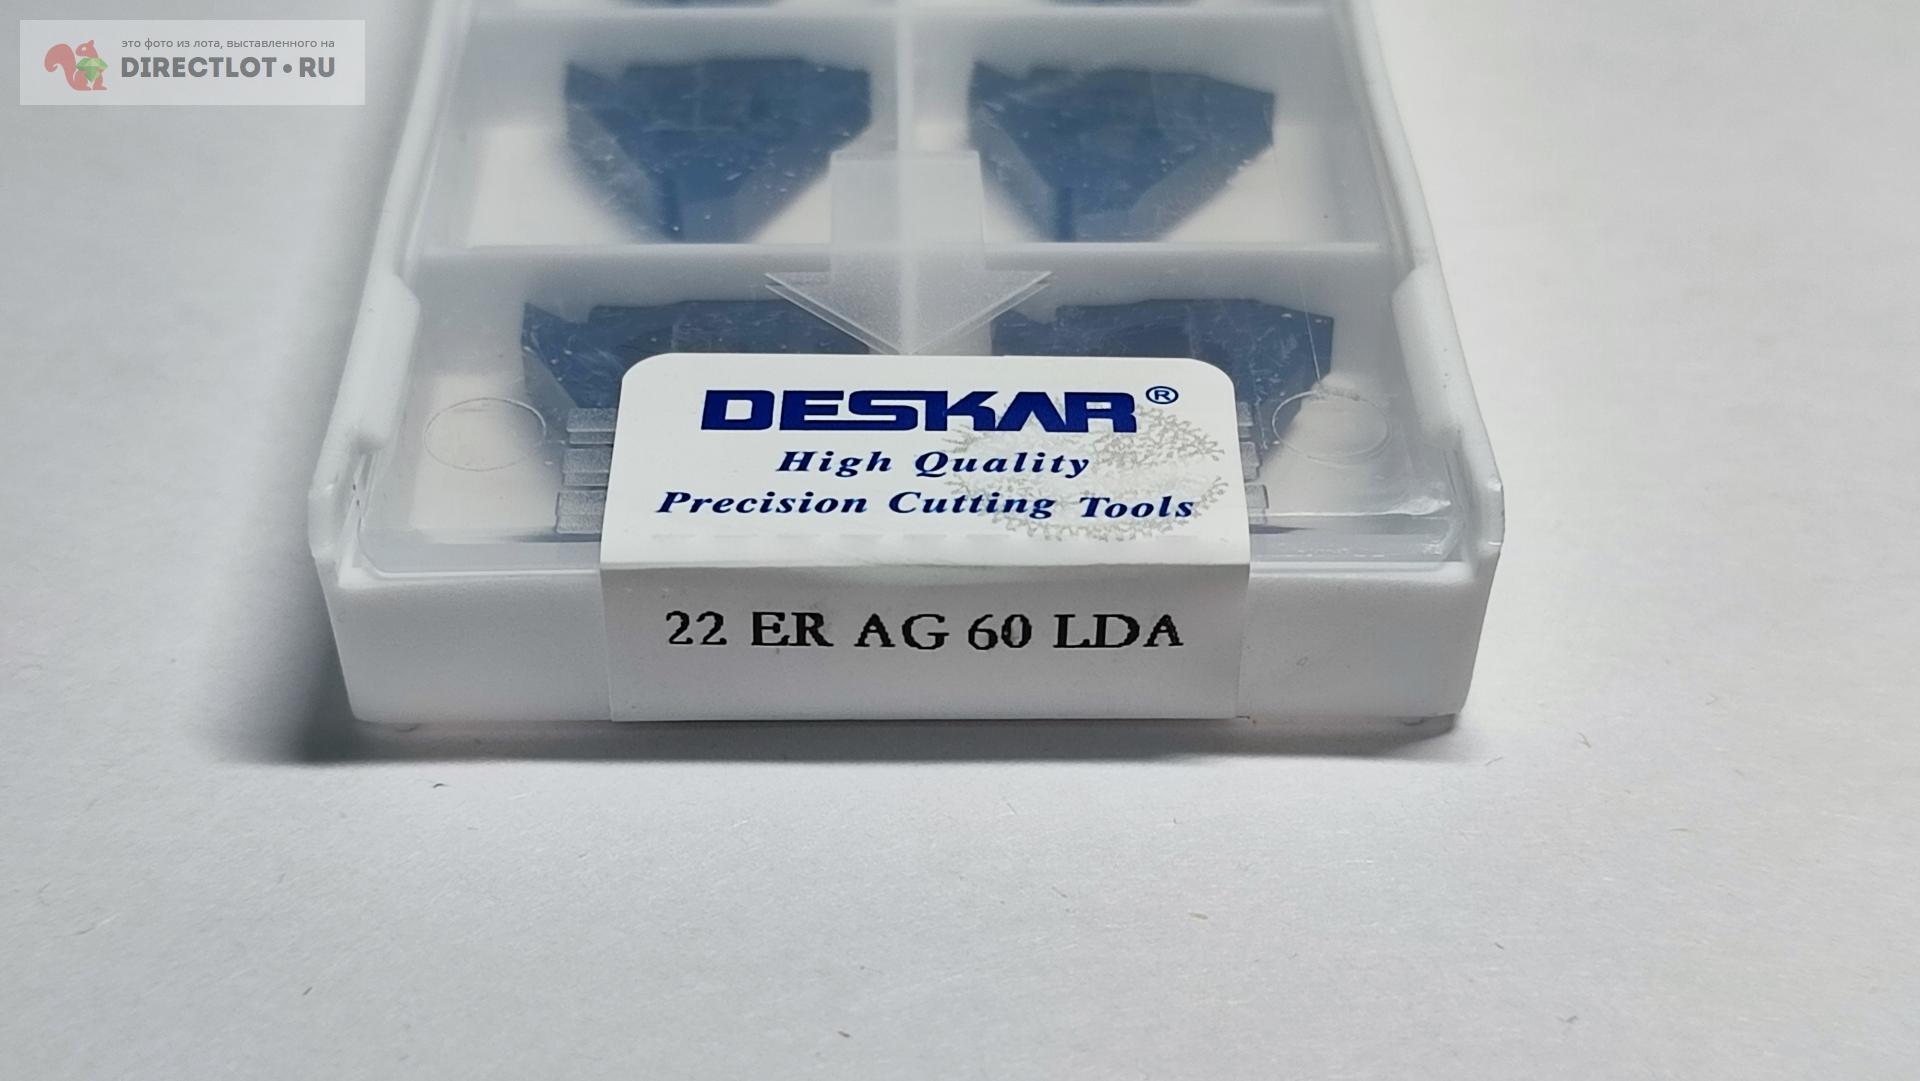 это фото из лота, выставленного на
DIRECTLOT•RU
DESKAR®
High Quality
Precision Cutting Tools
22 ER AG 60 LDA